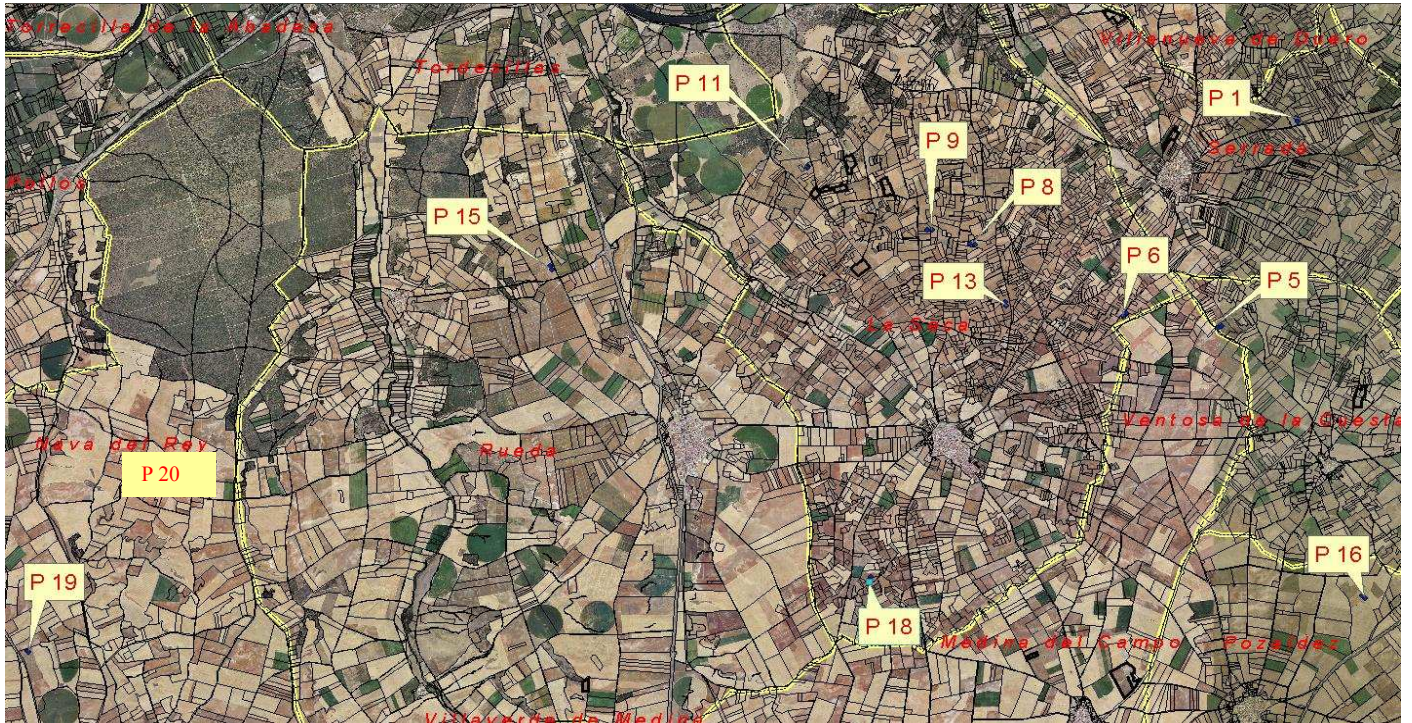 Torrecilla de la Abadesa
Villanueva de Duero
Tordesillas
P 11
P 1
P 9
Serrada
Pollos
P 8
P 15
P 6
P 13
P 5
La Seca
Ventosa de la Cuesta
Nava del Rey
Rueda
P 20
P 16
P 19
P 18
Medina del Campo
Pozaldez
Villaverde de Medina